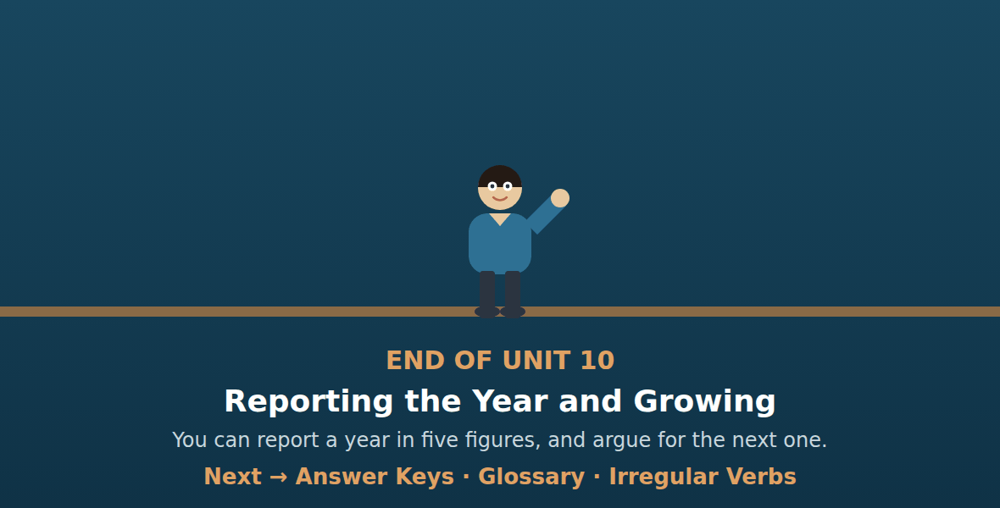 END OF UNIT 10
Reporting the Year and Growing
You can report a year in five figures, and argue for the next one.
Next → Answer Keys · Glossary · Irregular Verbs